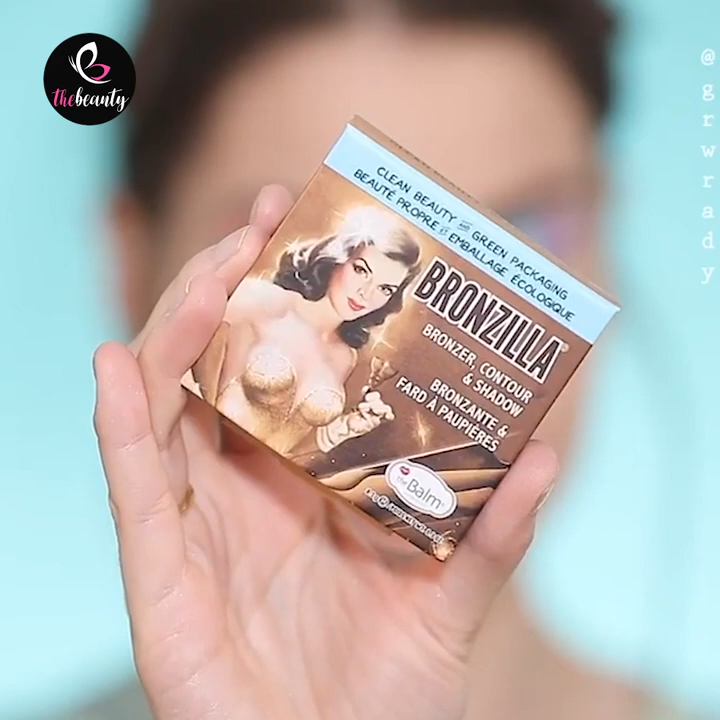 thebeauty
@grwrady
CLEAN BEAUTY AND GREEN PACKAGING
BEAUTÉ PROPRE ET EMBALLAGE ÉCOLOGIQUE
BRONZILLA®
BRONZER, CONTOUR
& SHADOW
BRONZANTE &
FARD À PAUPIÈRES
theBalm®